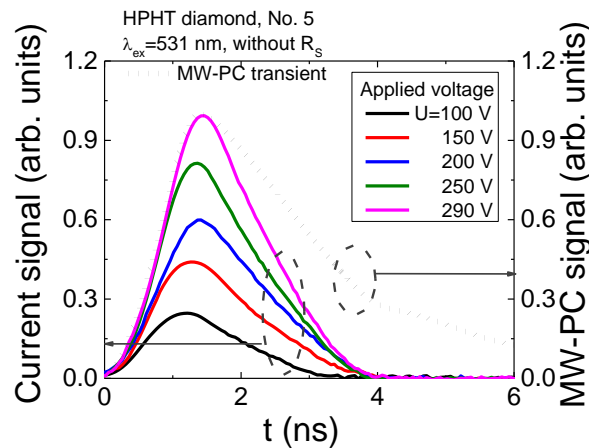 HPHT diamond, No. 5
λex=531 nm, without RS
MW-PC transient
Applied voltage
U=100 V
150 V
200 V
250 V
290 V
Current signal (arb. units)
MW-PC signal (arb. units)
1.2
0.9
0.6
0.3
0.0
1.2
0.9
0.6
0.3
0.0
0
2
4
6
t (ns)